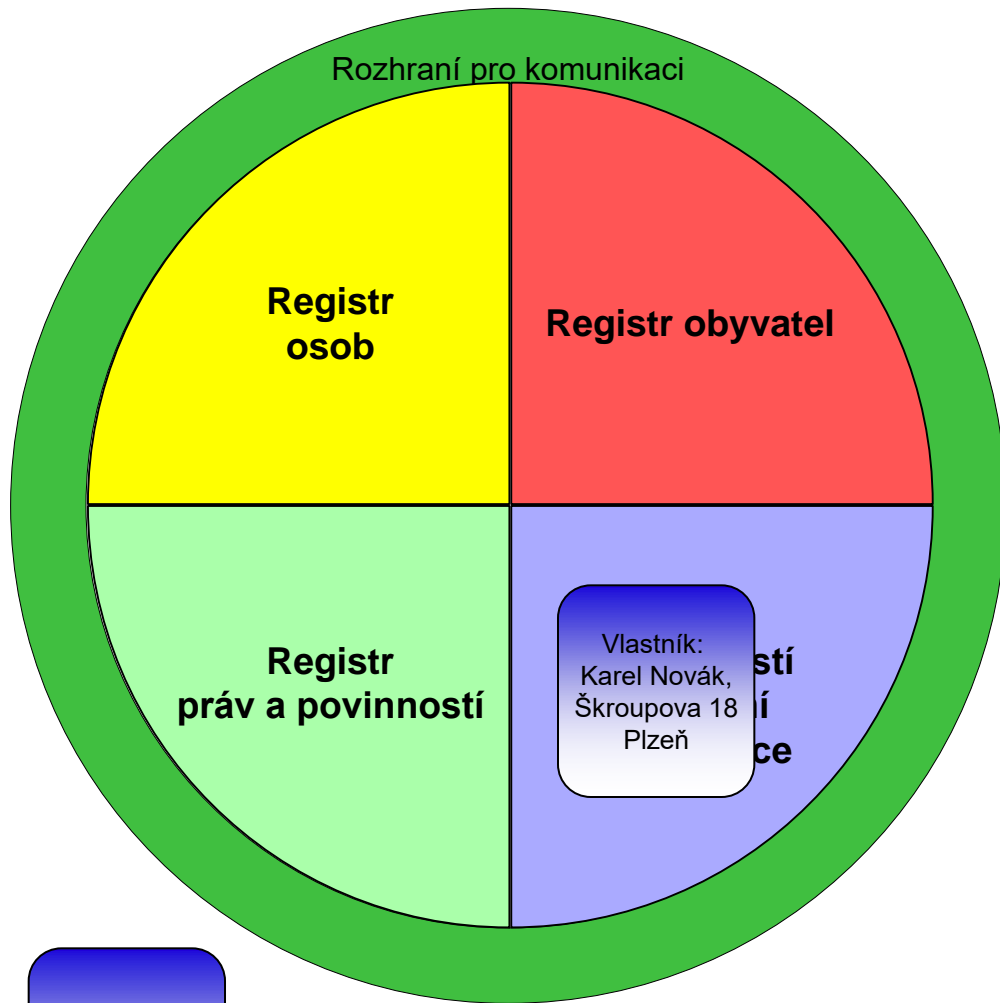 Rozhraní pro komunikaci
Registr
osob
Registr obyvatel
Registr
práv a povinností
Vlastník:
Karel Novák,
Škroupova 18
Plzeň